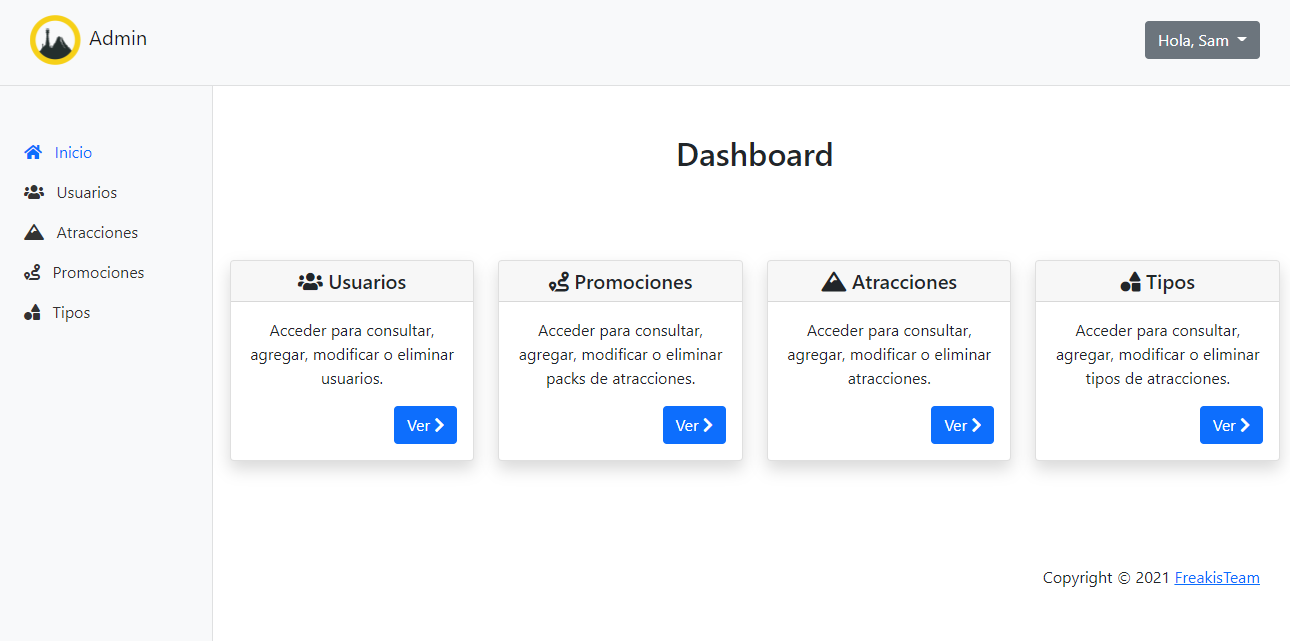 Admin
Hola, Sam
Inicio
Usuarios
Atracciones
Promociones
Tipos
Dashboard
Usuarios
Acceder para consultar,
agregar, modificar o eliminar
usuarios.
Ver
Promociones
Acceder para consultar,
agregar, modificar o eliminar
packs de atracciones.
Ver
Atracciones
Acceder para consultar,
agregar, modificar o eliminar
atracciones.
Ver
Tipos
Acceder para consultar,
agregar, modificar o eliminar
tipos de atracciones.
Ver
Copyright © 2021 FreakisTeam